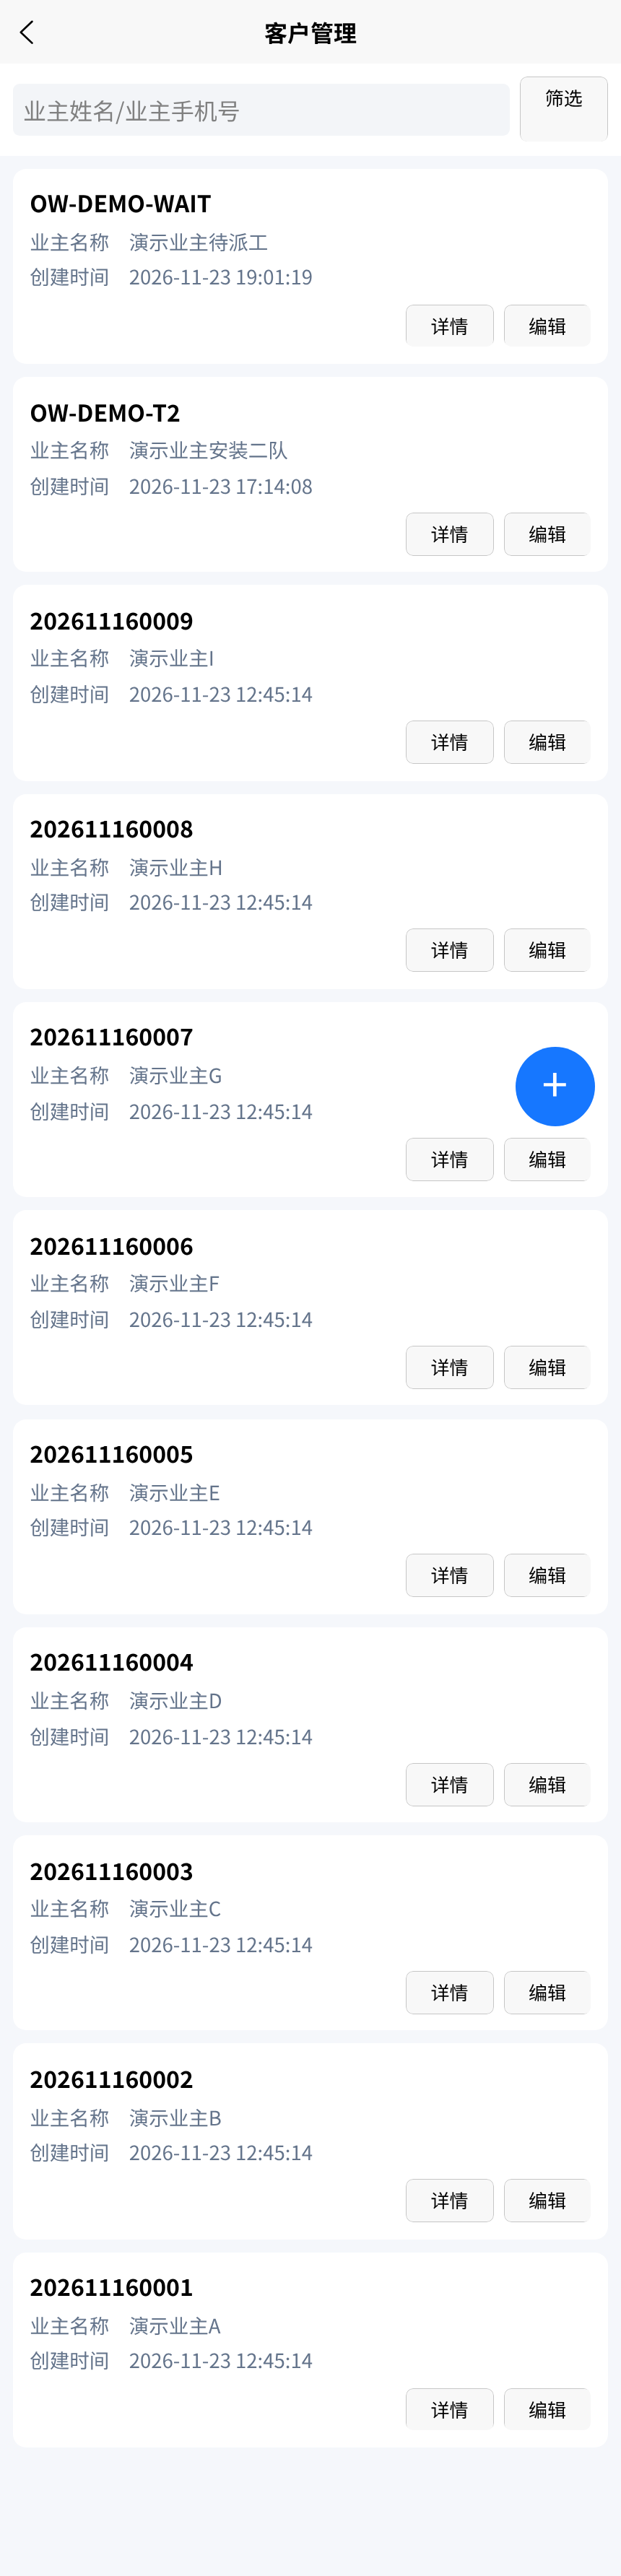 客户管理
业主姓名/业主手机号
筛选
OW-DEMO-WAIT
业主名称 演示业主待派工
创建时间 2026-11-23 19:01:19
详情 编辑
OW-DEMO-T2
业主名称 演示业主安装二队
创建时间 2026-11-23 17:14:08
详情 编辑
202611160009
业主名称 演示业主I
创建时间 2026-11-23 12:45:14
详情 编辑
202611160008
业主名称 演示业主H
创建时间 2026-11-23 12:45:14
详情 编辑
202611160007
业主名称 演示业主G
创建时间 2026-11-23 12:45:14
详情 编辑
202611160006
业主名称 演示业主F
创建时间 2026-11-23 12:45:14
详情 编辑
202611160005
业主名称 演示业主E
创建时间 2026-11-23 12:45:14
详情 编辑
202611160004
业主名称 演示业主D
创建时间 2026-11-23 12:45:14
详情 编辑
202611160003
业主名称 演示业主C
创建时间 2026-11-23 12:45:14
详情 编辑
202611160002
业主名称 演示业主B
创建时间 2026-11-23 12:45:14
详情 编辑
202611160001
业主名称 演示业主A
创建时间 2026-11-23 12:45:14
详情 编辑